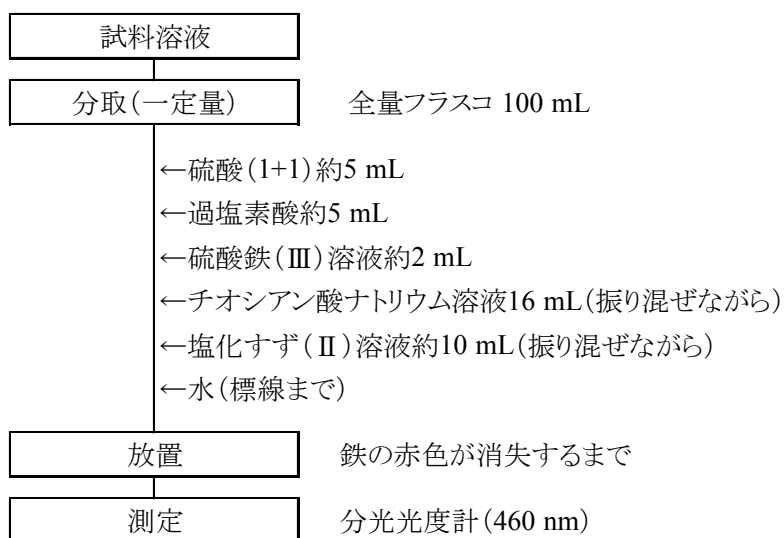 試料溶液
分取(一定量) 全量フラスコ 100 mL
←硫酸(1+1)約5 mL
←過塩素酸約5 mL
←硫酸鉄(Ⅲ)溶液約2 mL
←チオシアン酸ナトリウム溶液16 mL(振り混ぜながら)
←塩化すず(Ⅱ)溶液約10 mL(振り混ぜながら)
←水(標線まで)
放置 鉄の赤色が消失するまで
測定 分光光度計(460 nm)